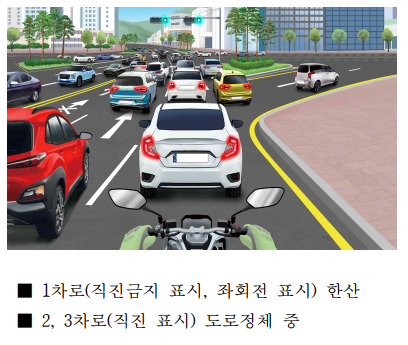 ■ 1차로(직진금지 표시, 좌회전 표시) 한산
■ 2, 3차로(직진 표시) 도로정체 중